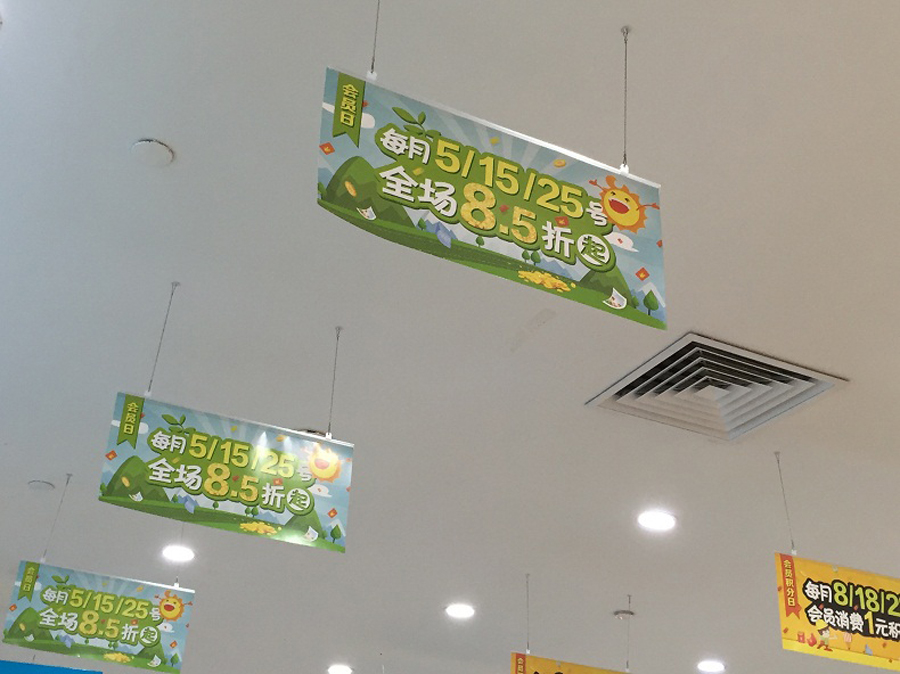 会员日
每月5/15/25号
全场8.5折起
会员日
每月5/15/25号
全场8.5折起
会员日
每月5/15/25号
全场8.5折起
会员积分日
每月8/18/2
会员消费1元积